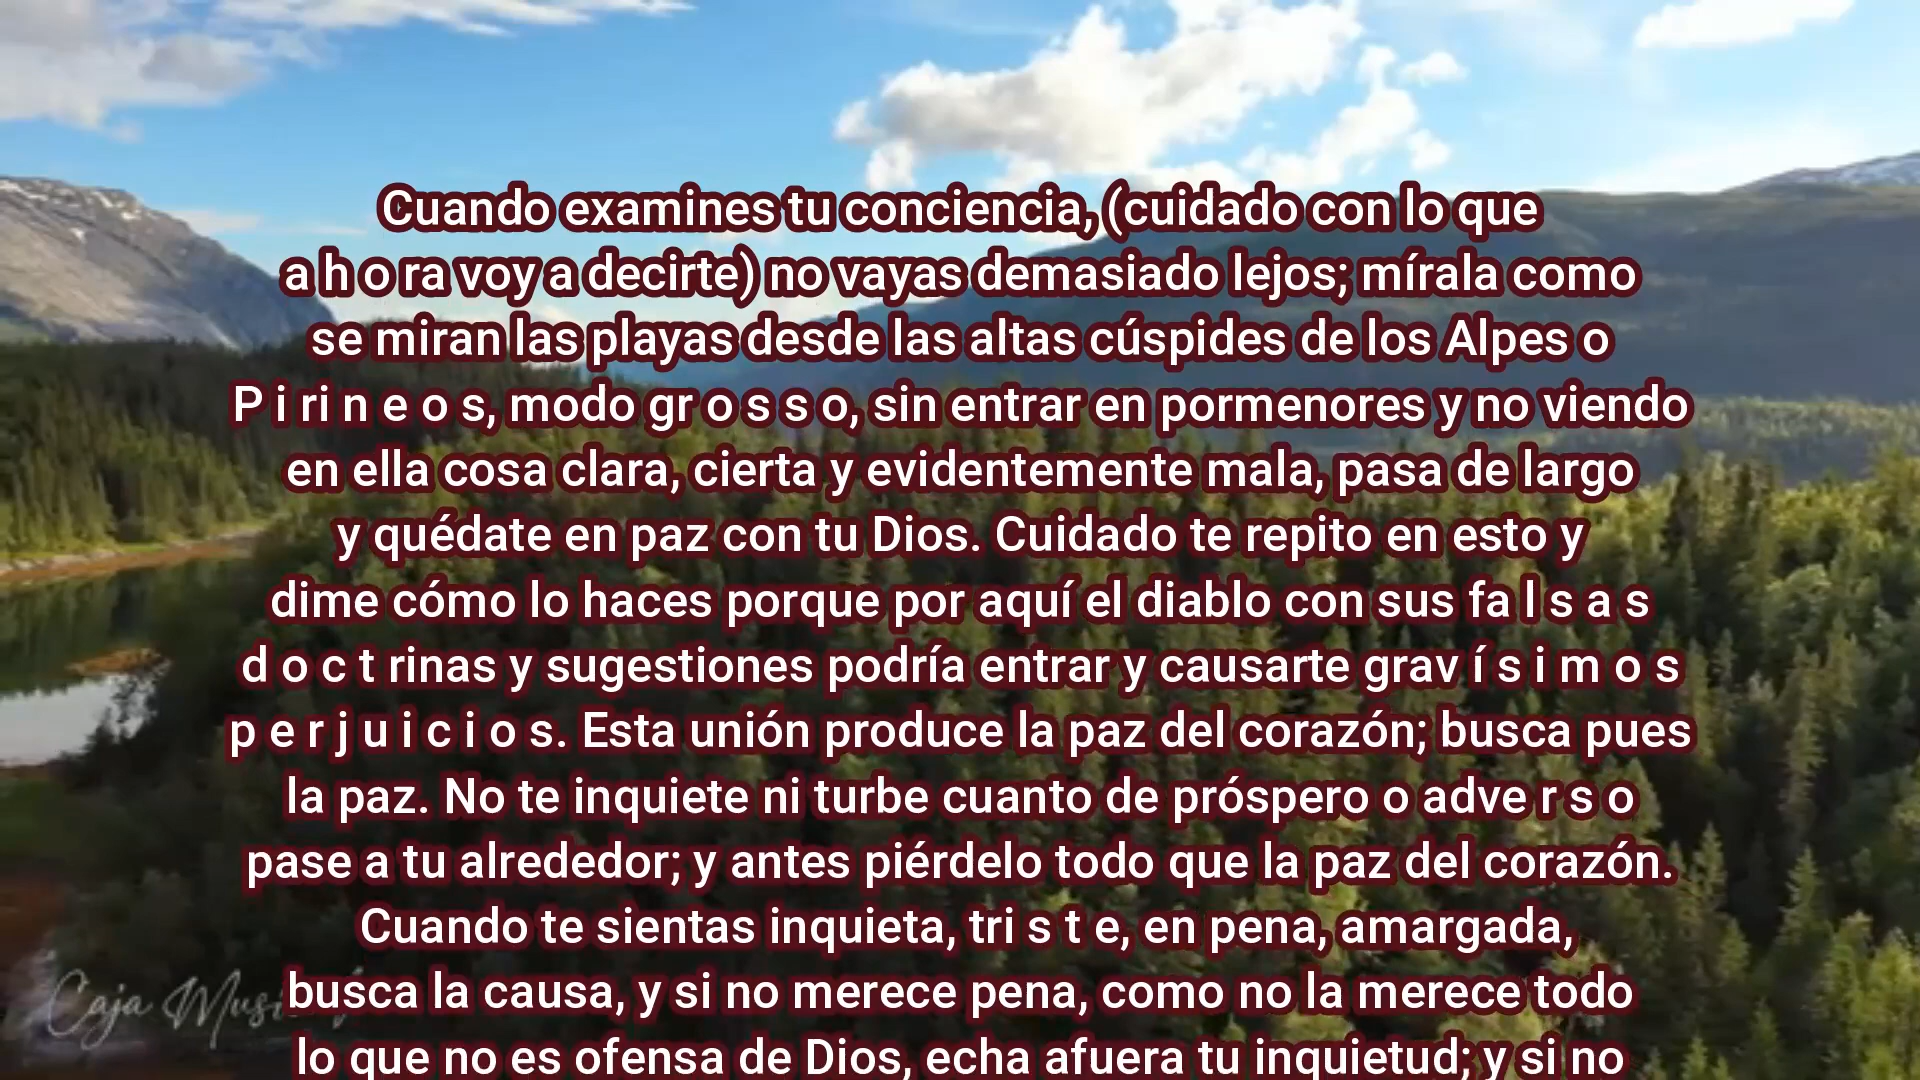 Cuando examines tu conciencia, (cuidado con lo que
a h o ra voy a decirte) no vayas demasiado lejos; mírala como
se miran las playas desde las altas cúspides de los Alpes o
P i ri n e o s, modo gr o s s o, sin entrar en pormenores y no viendo
en ella cosa clara, cierta y evidentemente mala, pasa de largo
y quédate en paz con tu Dios. Cuidado te repito en esto y
dime cómo lo haces porque por aquí el diablo con sus fa l s a s
d o c t rinas y sugestiones podría entrar y causarte grav í s i m o s
p e r j u i c i o s. Esta unión produce la paz del corazón; busca pues
la paz. No te inquiete ni turbe cuanto de próspero o adve r s o
pase a tu alrededor; y antes piérdelo todo que la paz del corazón.
Cuando te sientas inquieta, tri s t e, en pena, amargada,
busca la causa, y si no merece pena, como no la merece todo
lo que no es ofensa de Dios, echa afuera tu inquietud; y si no
Caja